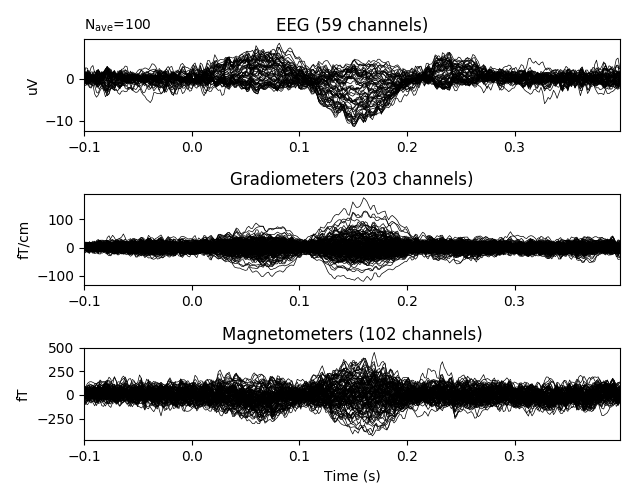 N_ave=100
EEG (59 channels)
uV
0
−10
−0.1 0.0 0.1 0.2 0.3
Gradiometers (203 channels)
fT/cm
100
0
−100
−0.1 0.0 0.1 0.2 0.3
Magnetometers (102 channels)
fT
500
250
0
−250
−0.1 0.0 0.1 0.2 0.3
Time (s)